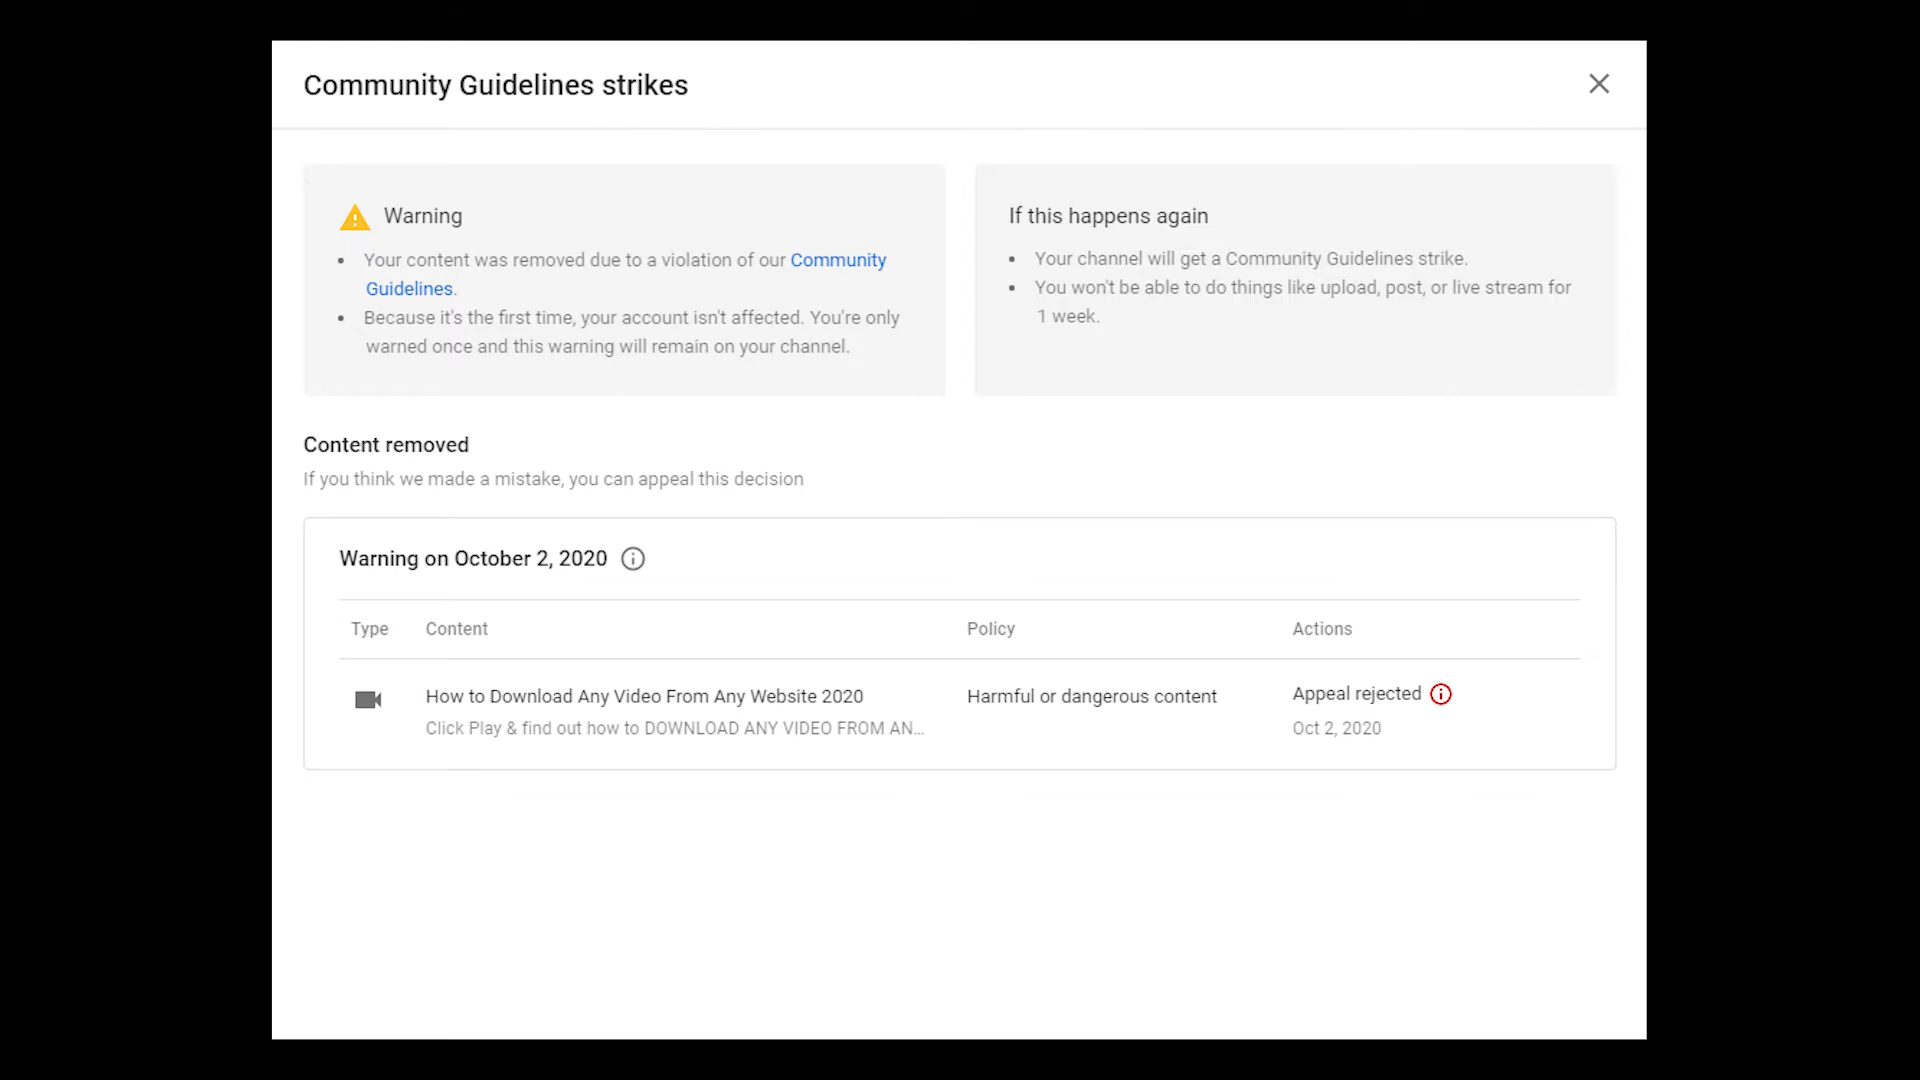 Community Guidelines strikes
Warning
• Your content was removed due to a violation of our Community
Guidelines.
• Because it's the first time, your account isn't affected. You're only
warned once and this warning will remain on your channel.
If this happens again
• Your channel will get a Community Guidelines strike.
• You won't be able to do things like upload, post, or live stream for
1 week.
Content removed
If you think we made a mistake, you can appeal this decision
Warning on October 2, 2020
Type Content Policy Actions
How to Download Any Video From Any Website 2020 Harmful or dangerous content Appeal rejected
Click Play & find out how to DOWNLOAD ANY VIDEO FROM AN... Oct 2, 2020